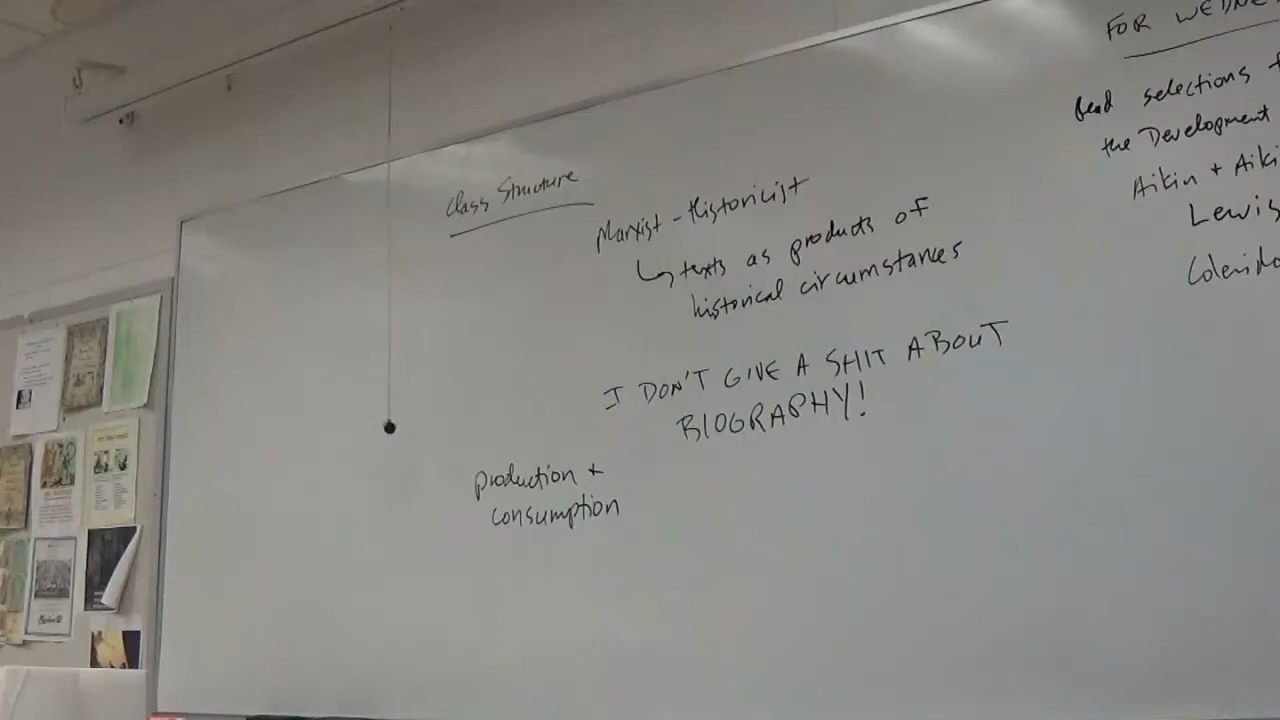 Class Structure
Marxist - Historicist
↳ texts as products of
historical circumstances
I DON'T GIVE A SHIT ABOUT
BIOGRAPHY!
production +
consumption
FOR WEDNE
Read selections
the Development
Aikin + Aiki
Lewis